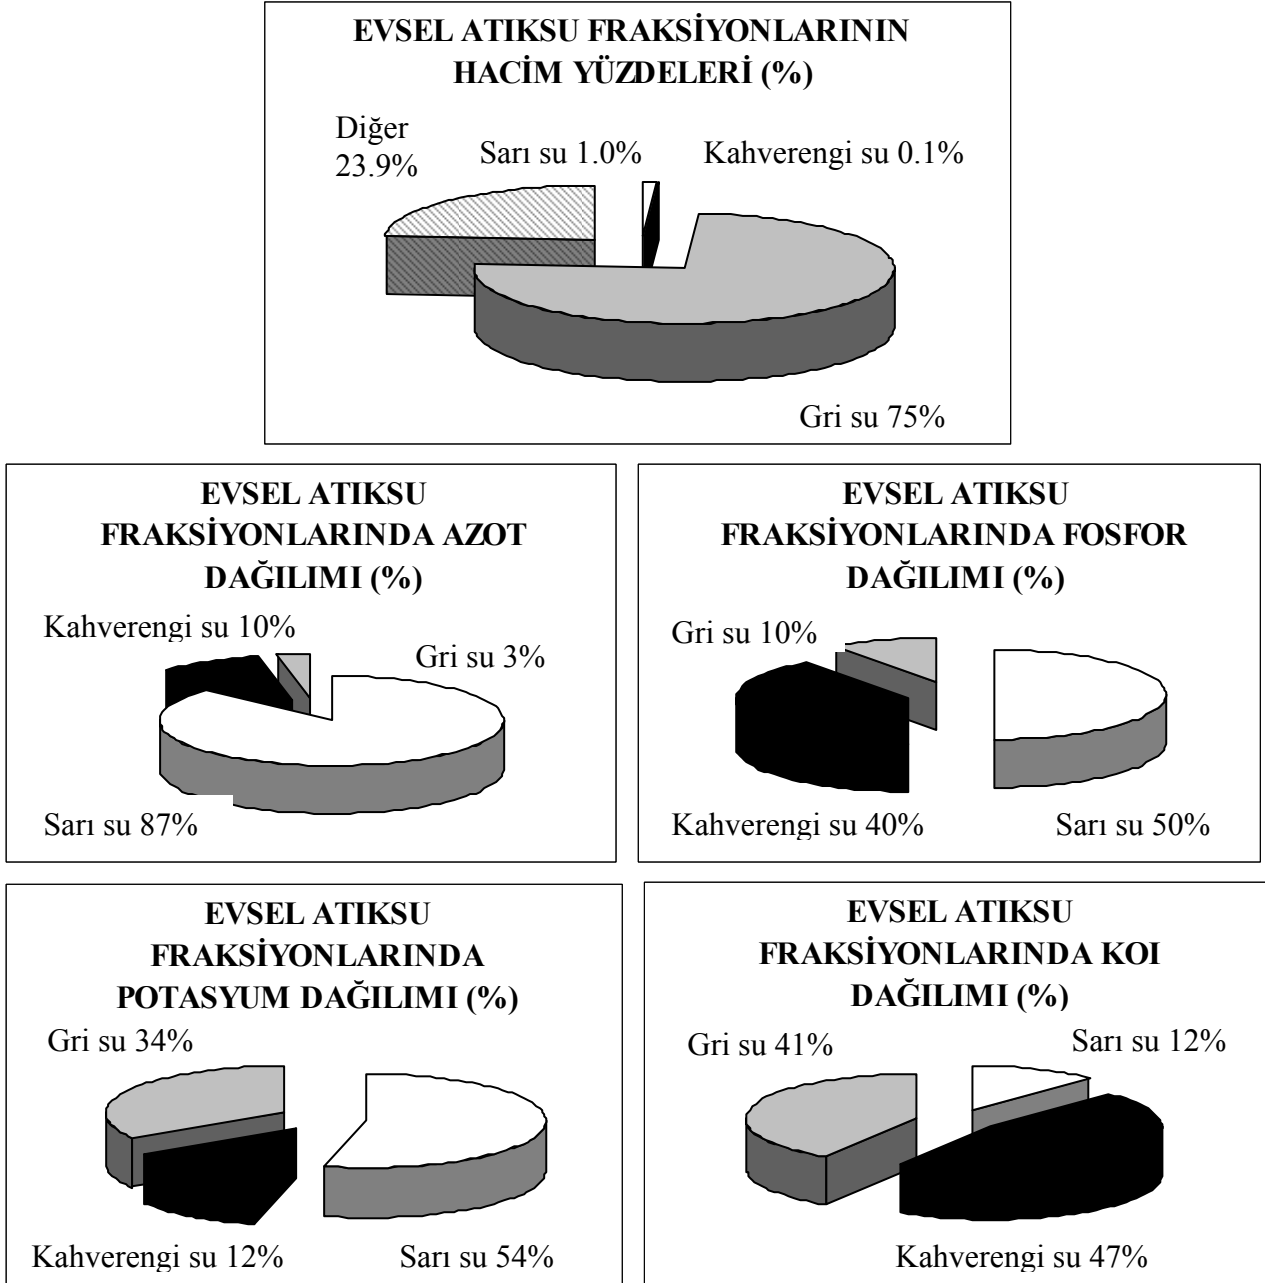 EVSEL ATIKSU FRAKSİYONLARININ
HACİM YÜZDELERİ (%)
Diğer
23.9%
Sarı su 1.0%
Kahverengi su 0.1%
Gri su 75%
EVSEL ATIKSU
FRAKSİYONLARINDA AZOT
DAĞILIMI (%)
Kahverengi su 10%
Gri su 3%
Sarı su 87%
EVSEL ATIKSU
FRAKSİYONLARINDA FOSFOR
DAĞILIMI (%)
Gri su 10%
Kahverengi su 40%
Sarı su 50%
EVSEL ATIKSU
FRAKSİYONLARINDA
POTASYUM DAĞILIMI (%)
Gri su 34%
Kahverengi su 12%
Sarı su 54%
EVSEL ATIKSU
FRAKSİYONLARINDA KOI
DAĞILIMI (%)
Gri su 41%
Sarı su 12%
Kahverengi su 47%